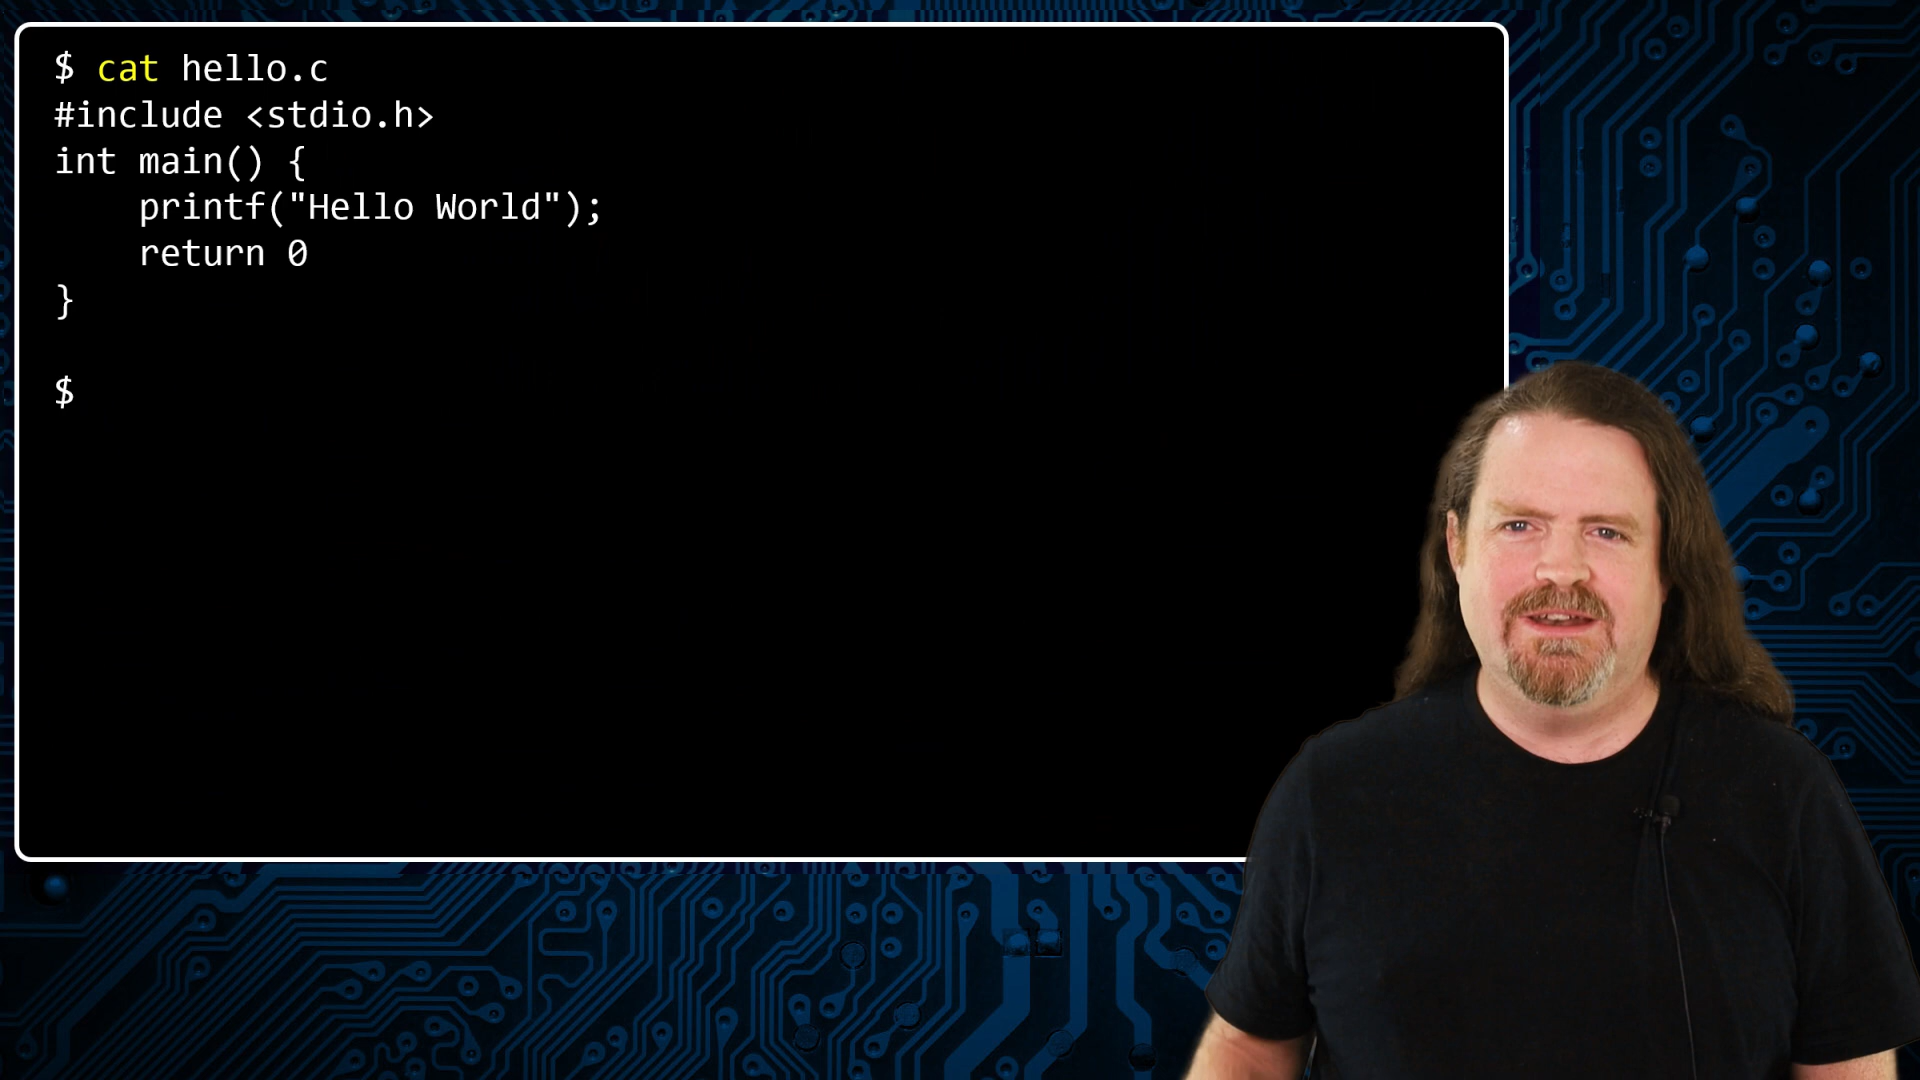 $ cat hello.c
#include <stdio.h>
int main() {
    printf("Hello World");
    return 0
}
$